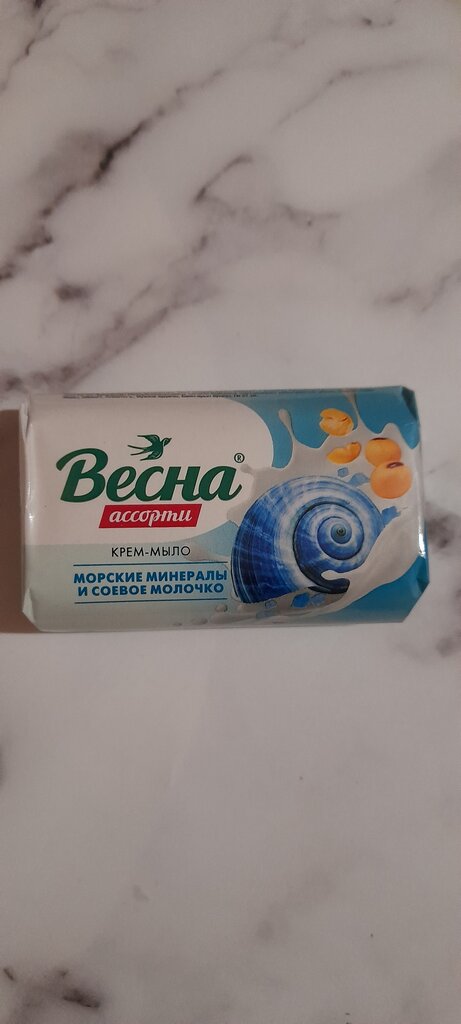 Весна®
ассорти
КРЕМ-МЫЛО
МОРСКИЕ МИНЕРАЛЫ
И СОЕВОЕ МОЛОЧКО